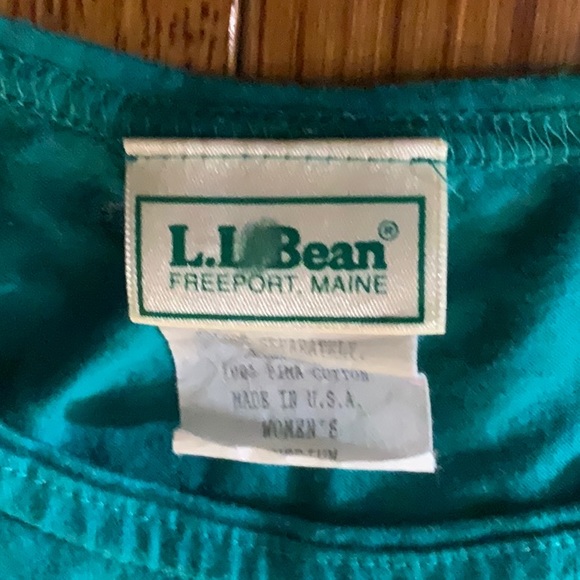 L.L.Bean®
FREEPORT, MAINE
SEPARATELY.
100% PIMA COTTON
MADE IN U.S.A.
WOMEN'S